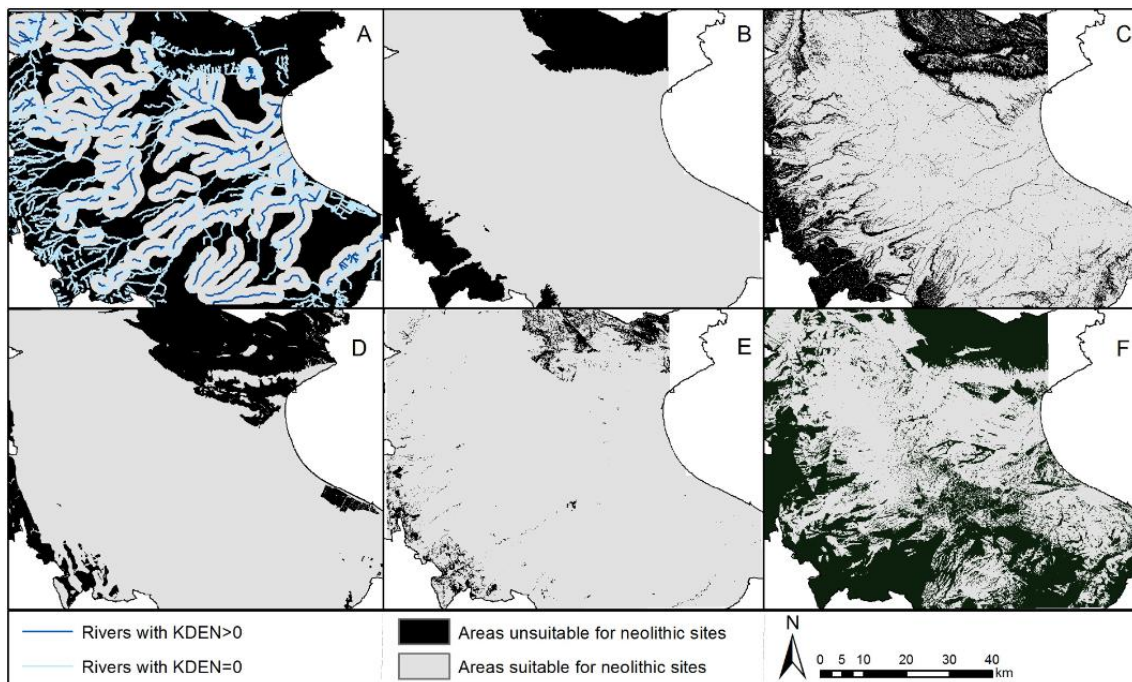 A
B
C
D
E
F
Rivers with KDEN>0
Rivers with KDEN=0
Areas unsuitable for neolithic sites
Areas suitable for neolithic sites
N
0 5 10 20 30 40
km